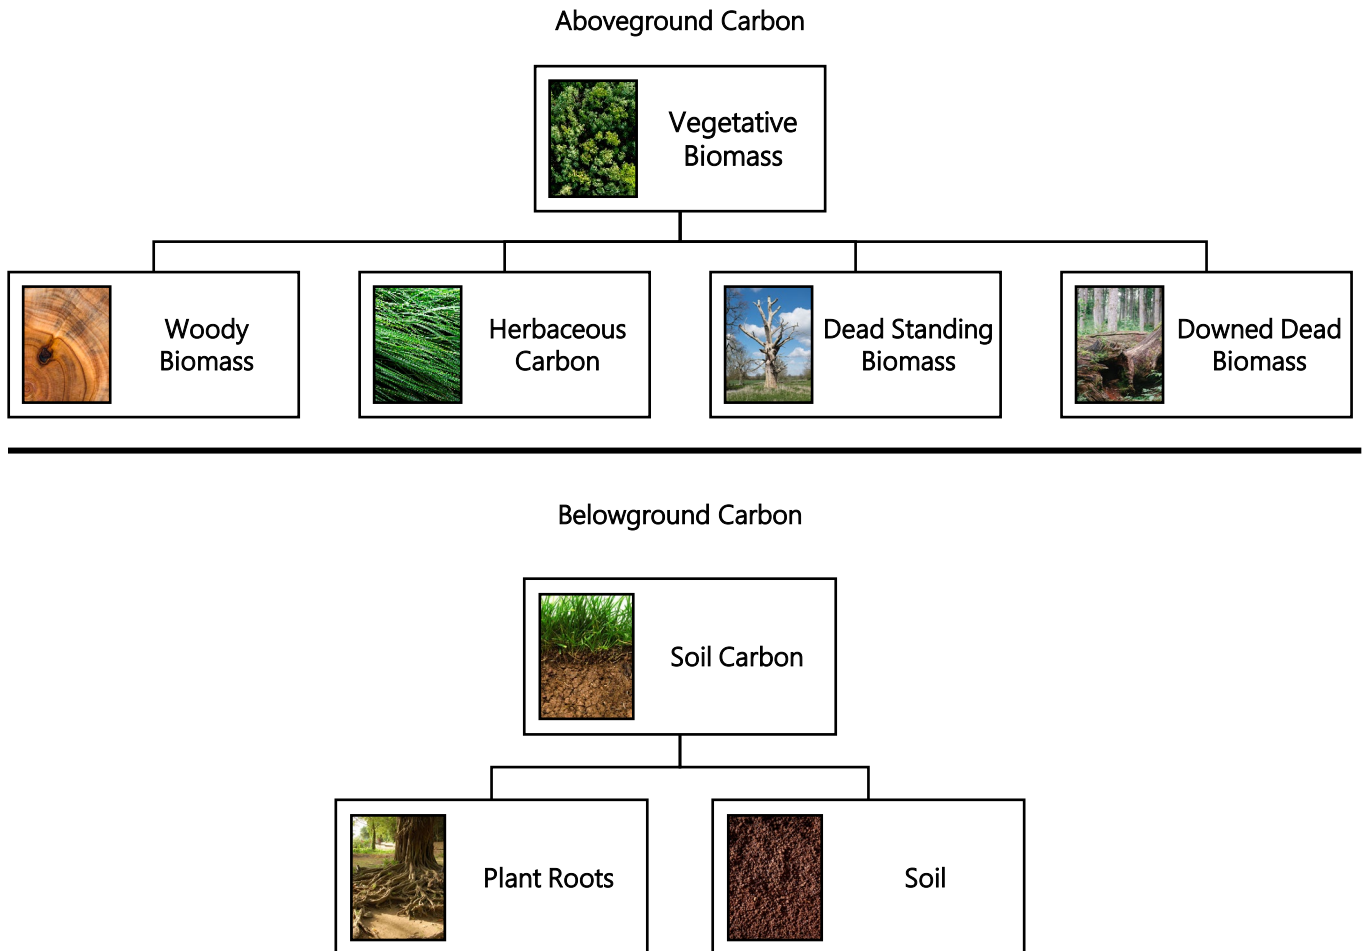 Aboveground Carbon
Vegetative
Biomass
Woody
Biomass
Herbaceous
Carbon
Dead Standing
Biomass
Downed Dead
Biomass
Belowground Carbon
Soil Carbon
Plant Roots
Soil